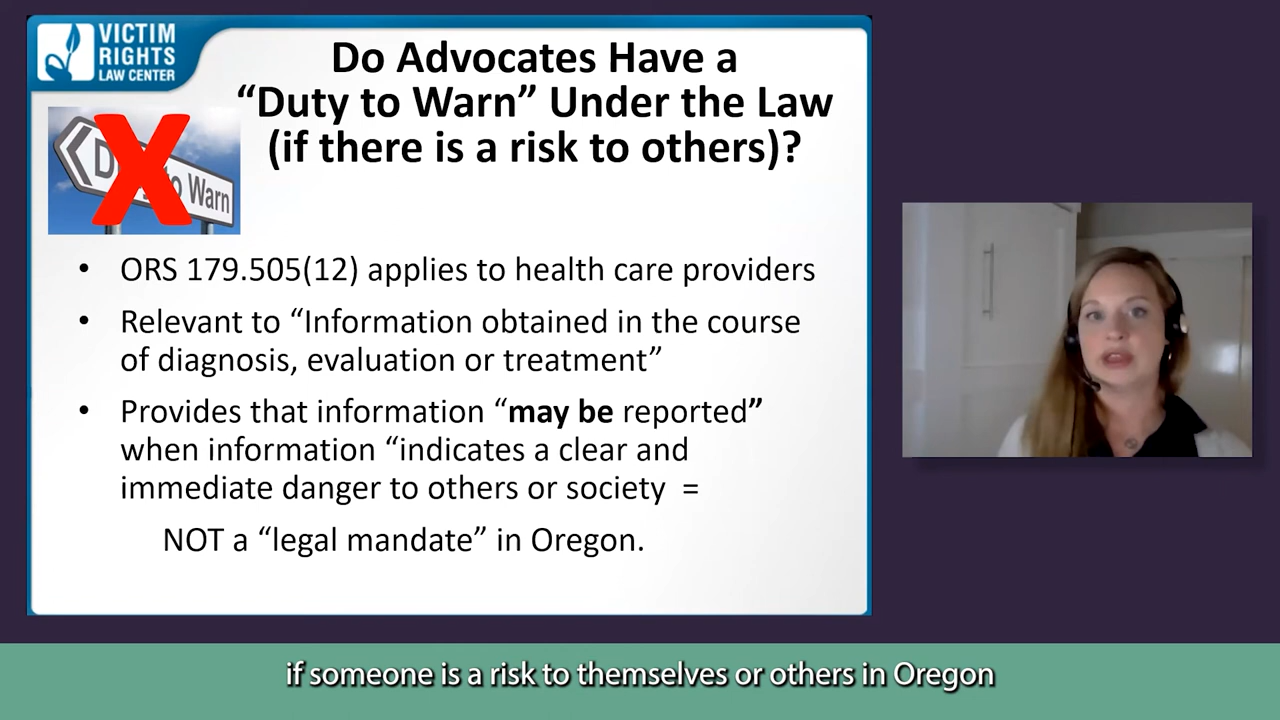 VICTIM
RIGHTS
LAW CENTER
Do Advocates Have a
“Duty to Warn” Under the Law
(if there is a risk to others)?
to Warn
• ORS 179.505(12) applies to health care providers
• Relevant to “Information obtained in the course
of diagnosis, evaluation or treatment”
• Provides that information “may be reported”
when information “indicates a clear and
immediate danger to others or society =
NOT a “legal mandate” in Oregon.
if someone is a risk to themselves or others in Oregon